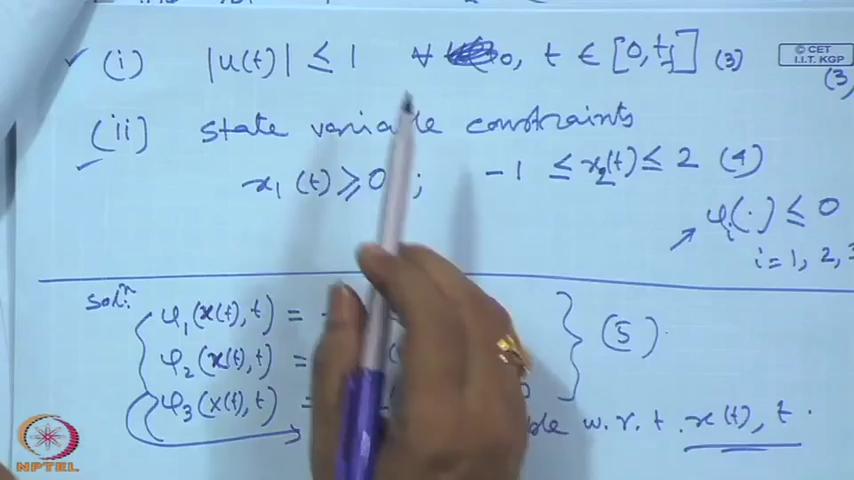 (i) |u(t)| ≤ 1 ∀ t ∈ [0, t_f] (3)
© CET
I.I.T. KGP
(ii) state variable constraints
x₁(t) ≥ 0 ; -1 ≤ x₂(t) ≤ 2 (4)
φᵢ(·) ≤ 0
i = 1, 2, 3
solⁿ:
φ₁(x(t), t) =
φ₂(x(t), t) =
(5)
φ₃(x(t), t) =
w.r.t. x(t), t.
NPTEL